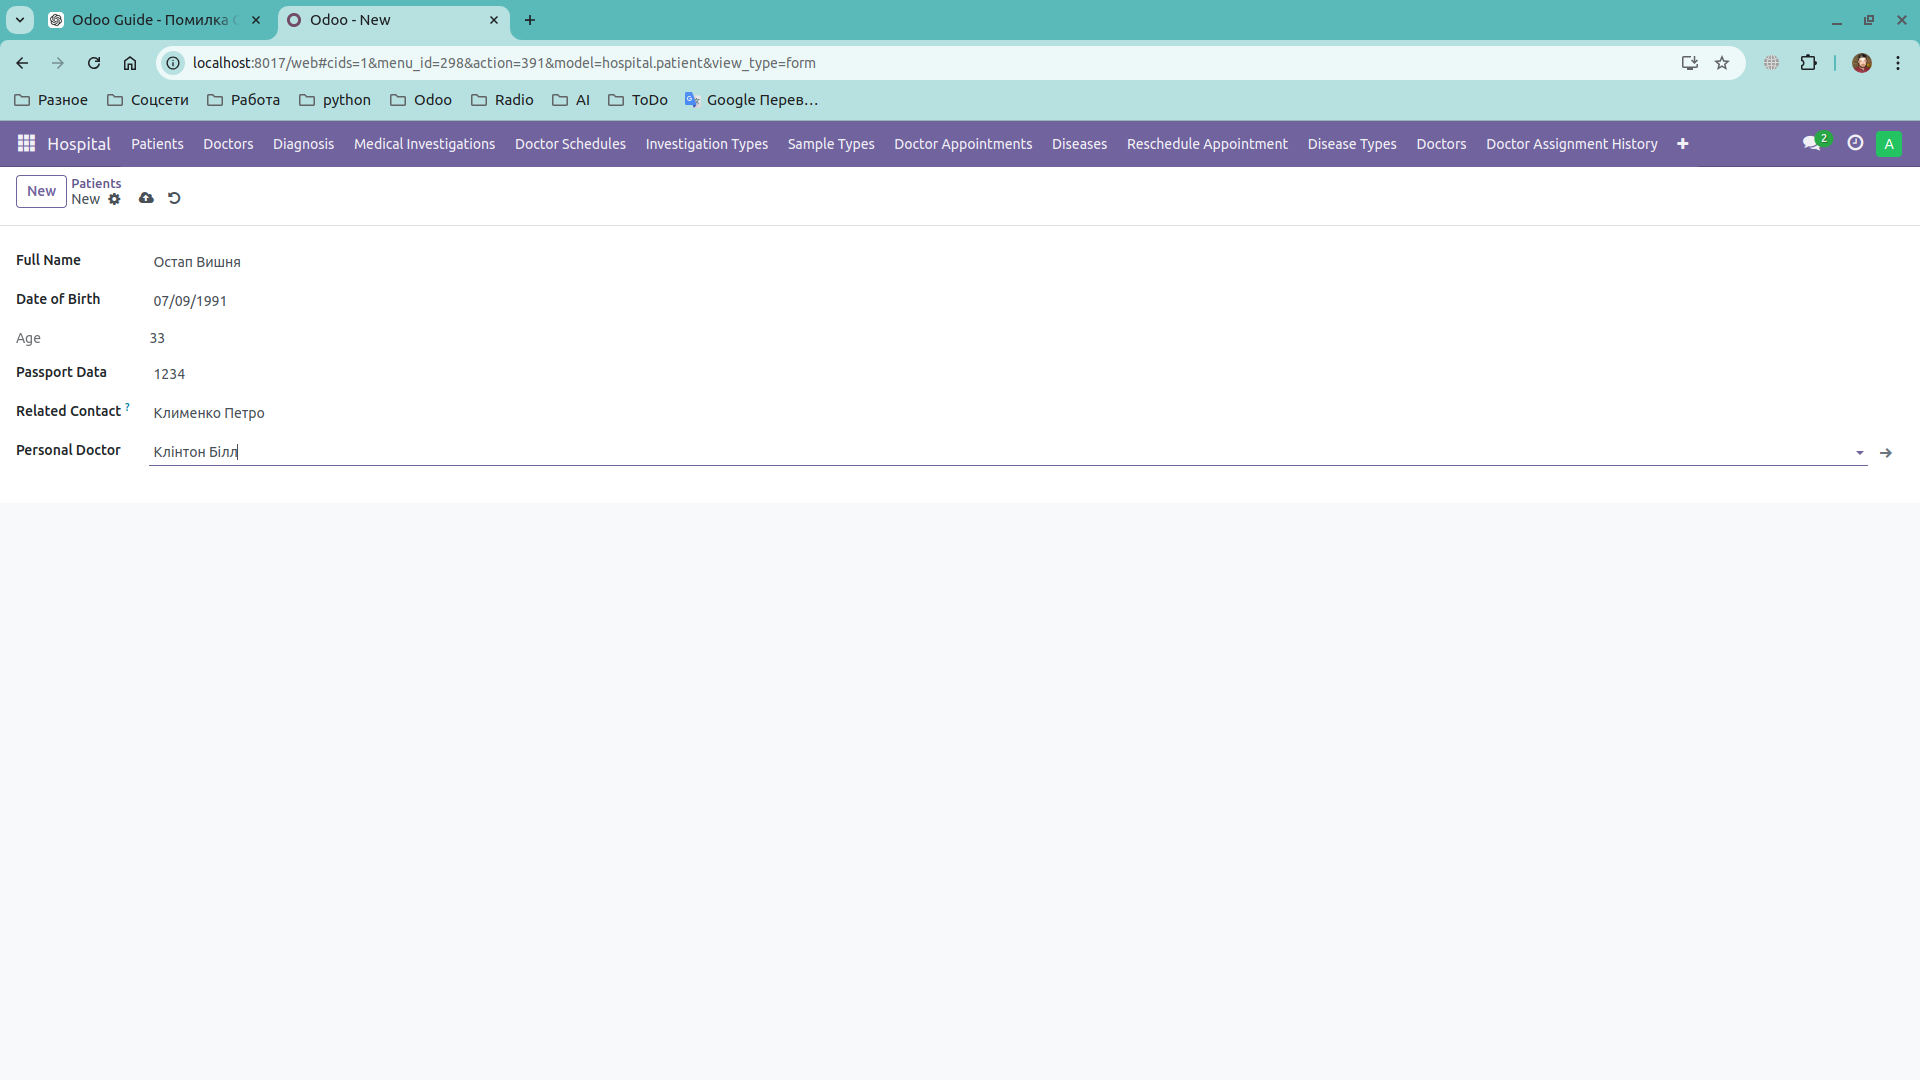 Odoo Guide - Помилка
Odoo - New
localhost:8017/web#cids=1&menu_id=298&action=391&model=hospital.patient&view_type=form
Разное
Соцсети
Работа
python
Odoo
Radio
AI
ToDo
Google Перев…
Hospital
Patients
Doctors
Diagnosis
Medical Investigations
Doctor Schedules
Investigation Types
Sample Types
Doctor Appointments
Diseases
Reschedule Appointment
Disease Types
Doctors
Doctor Assignment History
2
A
New
Patients
New
Full Name
Остап Вишня
Date of Birth
07/09/1991
Age
33
Passport Data
1234
Related Contact ?
Клименко Петро
Personal Doctor
Клінтон Білл